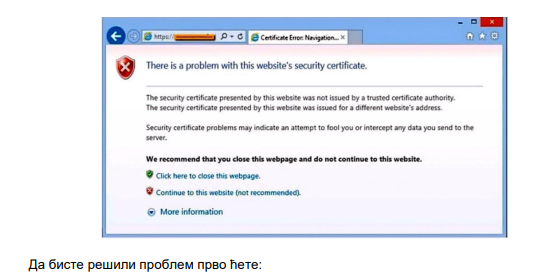 https://
Certificate Error: Navigation...
There is a problem with this website's security certificate.
The security certificate presented by this website was not issued by a trusted certificate authority.
The security certificate presented by this website was issued for a different website's address.
Security certificate problems may indicate an attempt to fool you or intercept any data you send to the
server.
We recommend that you close this webpage and do not continue to this website.
Click here to close this webpage.
Continue to this website (not recommended).
More information
Да бисте решили проблем прво ћете: